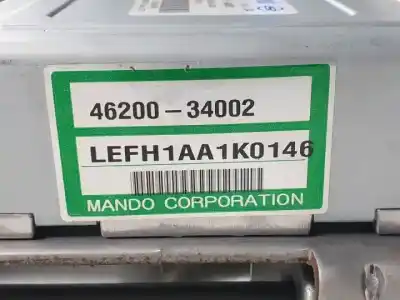 46200-34002
LEFH1AA1K0146
MANDO CORPORATION